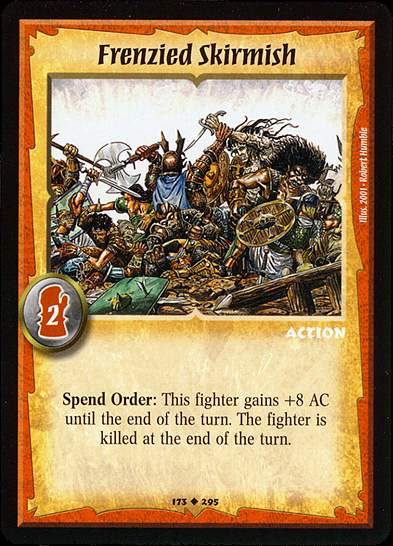 Frenzied Skirmish
Illus. 2001 • Robert Humble
2
ACTION
Spend Order: This fighter gains +8 AC
until the end of the turn. The fighter is
killed at the end of the turn.
173 ◆ 295